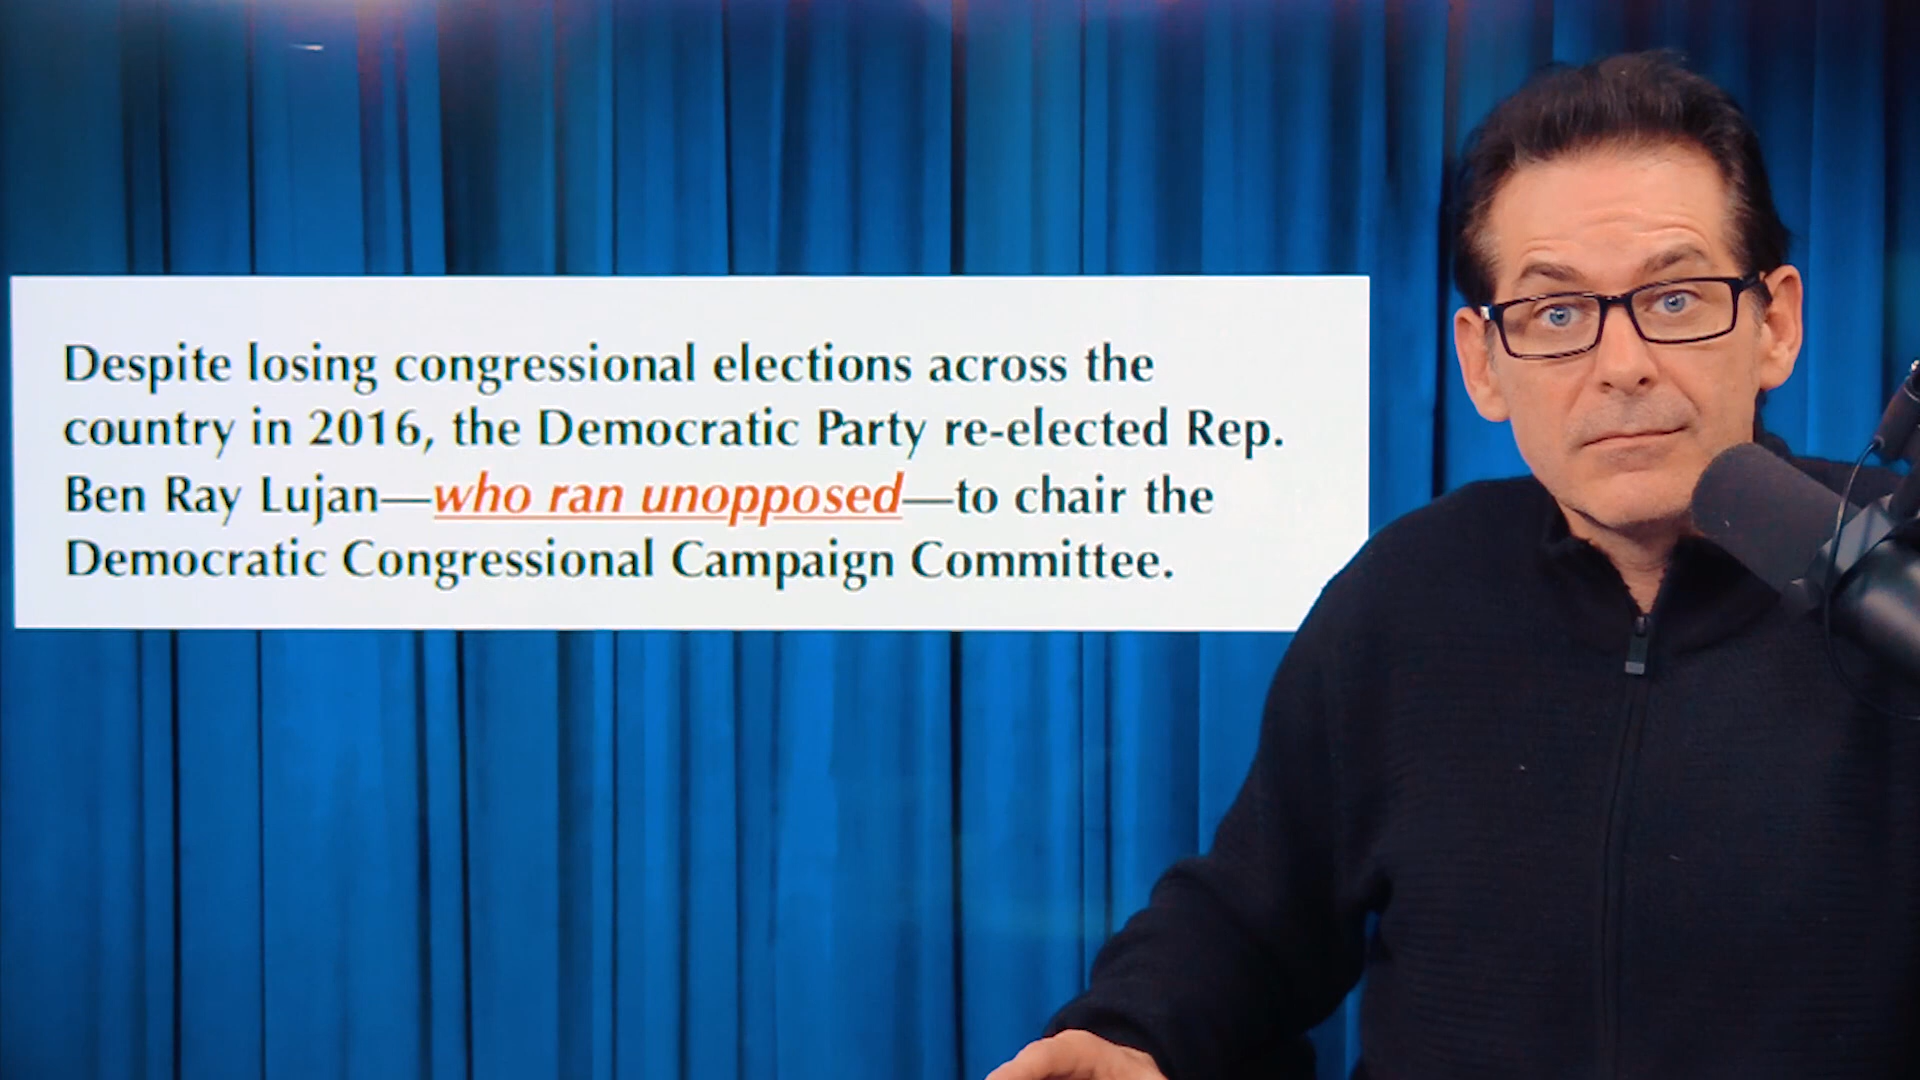 Despite losing congressional elections across the
country in 2016, the Democratic Party re-elected Rep.
Ben Ray Lujan—who ran unopposed—to chair the
Democratic Congressional Campaign Committee.